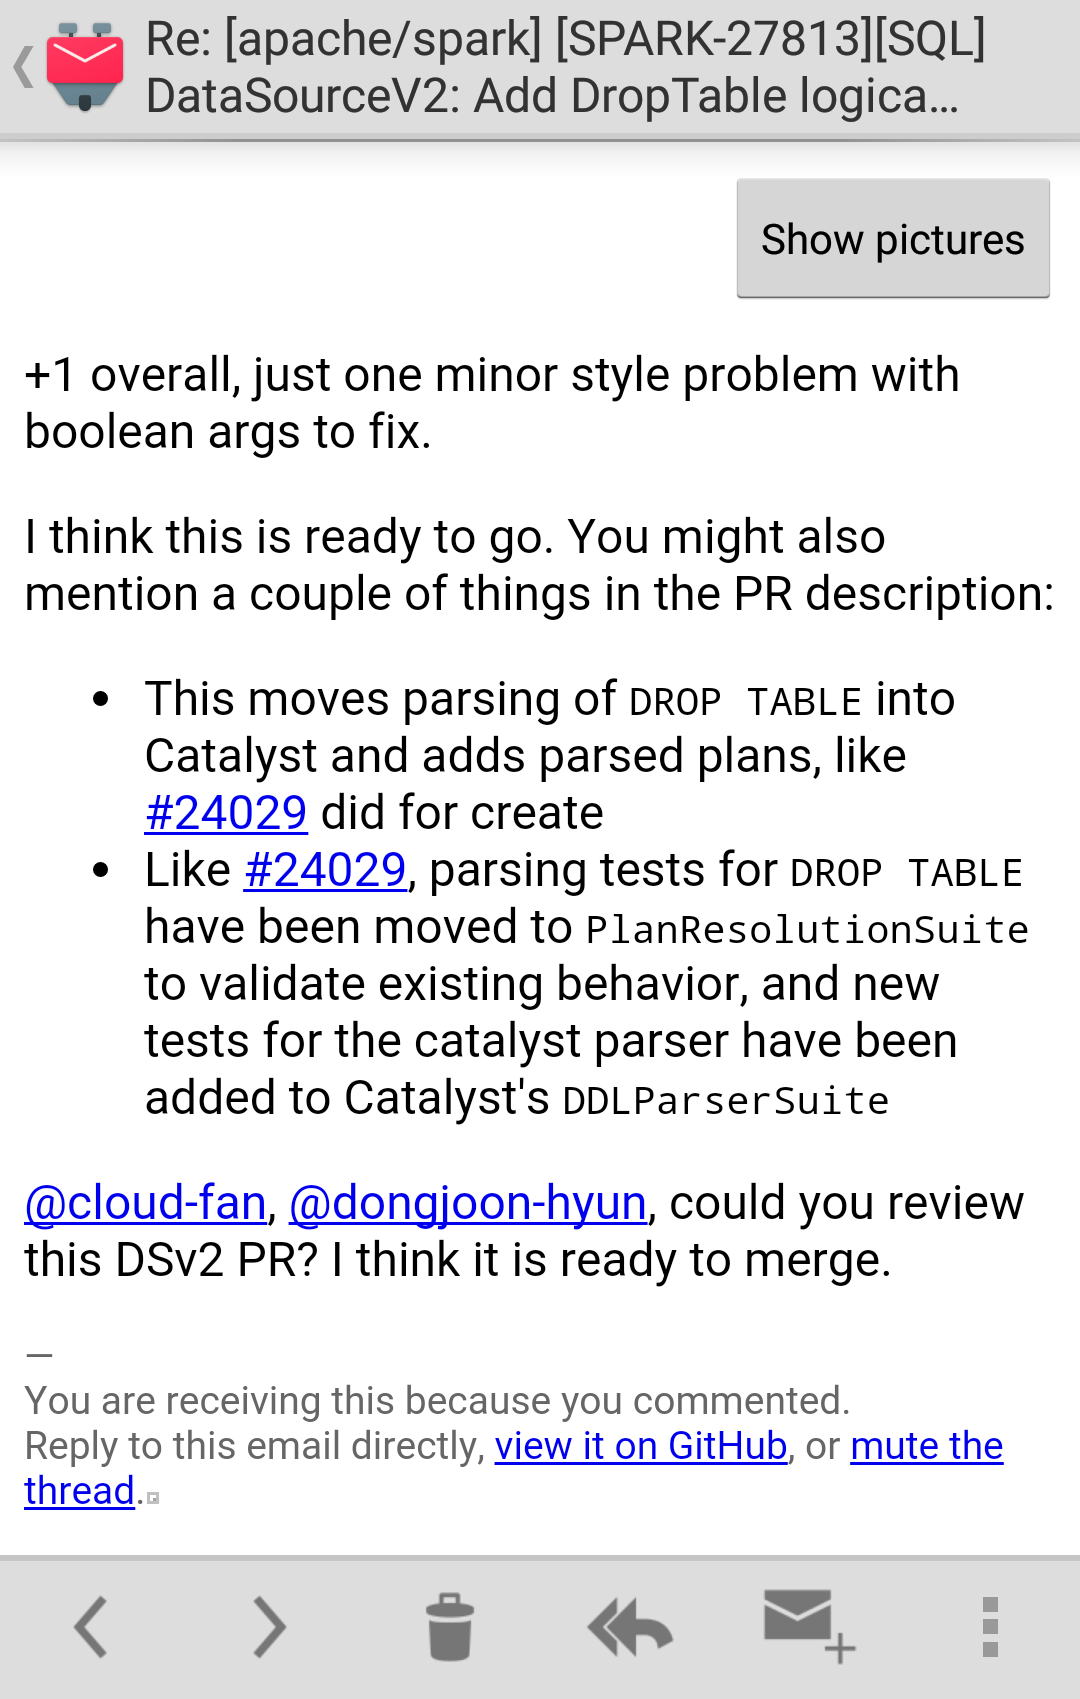 Re: [apache/spark] [SPARK-27813][SQL]
DataSourceV2: Add DropTable logica...
Show pictures
+1 overall, just one minor style problem with
boolean args to fix.
I think this is ready to go. You might also
mention a couple of things in the PR description:
• This moves parsing of DROP TABLE into
Catalyst and adds parsed plans, like
#24029 did for create
• Like #24029, parsing tests for DROP TABLE
have been moved to PlanResolutionSuite
to validate existing behavior, and new
tests for the catalyst parser have been
added to Catalyst's DDLParserSuite
@cloud-fan, @dongjoon-hyun, could you review
this DSv2 PR? I think it is ready to merge.
—
You are receiving this because you commented.
Reply to this email directly, view it on GitHub, or mute the
thread.